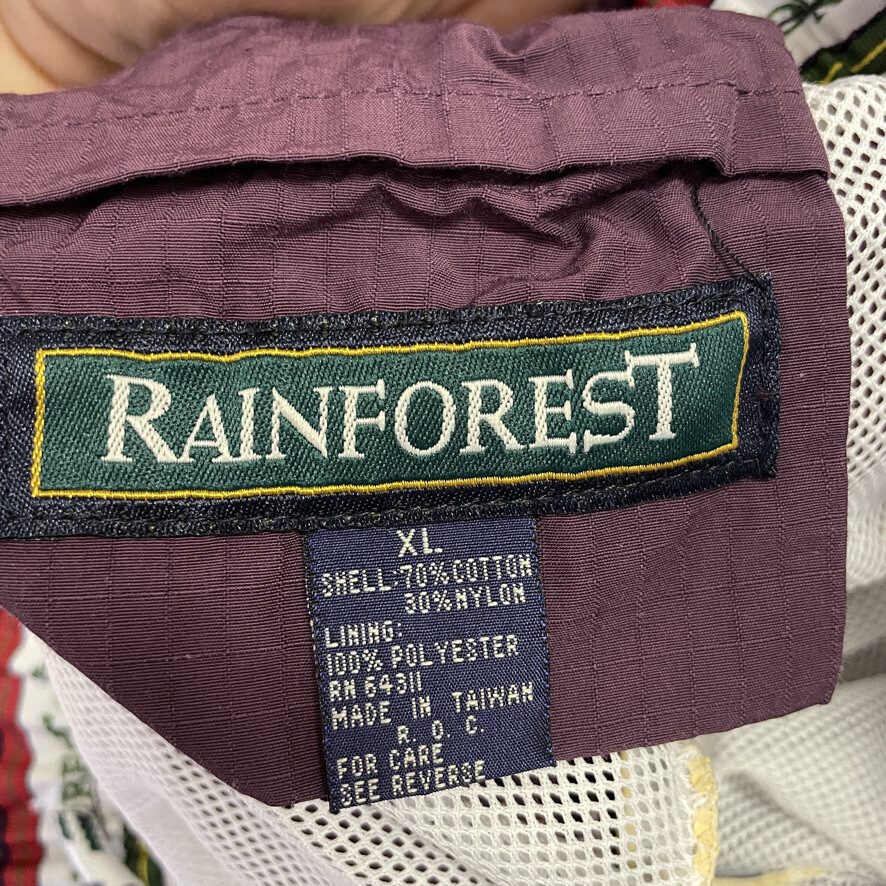 RAINFOREST
XL
SHELL-70%COTTON
30%NYLON
LINING:
100% POLYESTER
RN 64311
MADE IN TAIWAN
R. O. C.
FOR CARE
SEE REVERSE